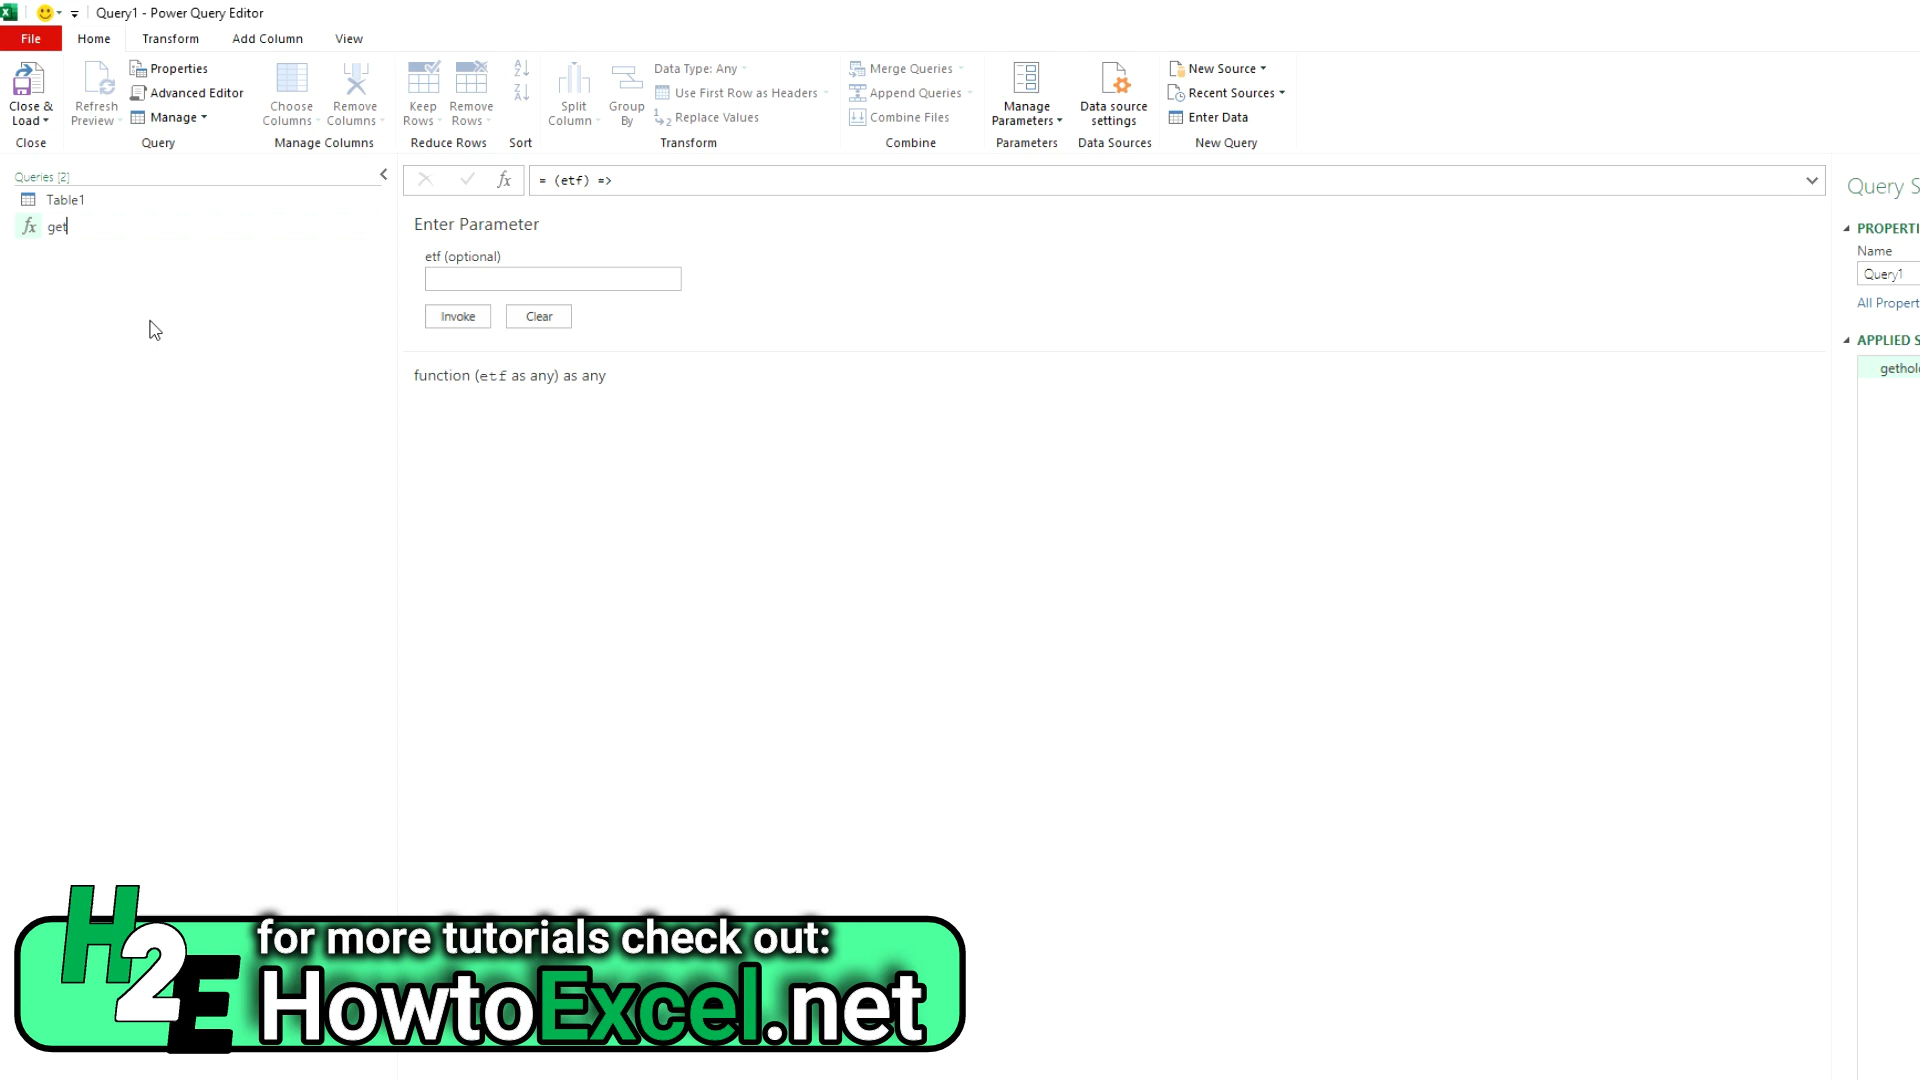 Query1 - Power Query Editor
File
Home
Transform
Add Column
View
Close & Load
Refresh Preview
Properties
Advanced Editor
Manage
Choose Columns
Remove Columns
Keep Rows
Remove Rows
Split Column
Group By
Data Type: Any
Use First Row as Headers
Replace Values
Merge Queries
Append Queries
Combine Files
Manage Parameters
Data source settings
New Source
Recent Sources
Enter Data
Close
Query
Manage Columns
Reduce Rows
Sort
Transform
Combine
Parameters
Data Sources
New Query
Queries [2]
Table1
fx get
fx
= (etf) =>
Enter Parameter
etf (optional)
Invoke
Clear
function (etf as any) as any
Query S
PROPERTI
Name
Query1
All Propert
APPLIED S
gethol
H2E
for more tutorials check out:
HowtoExcel.net